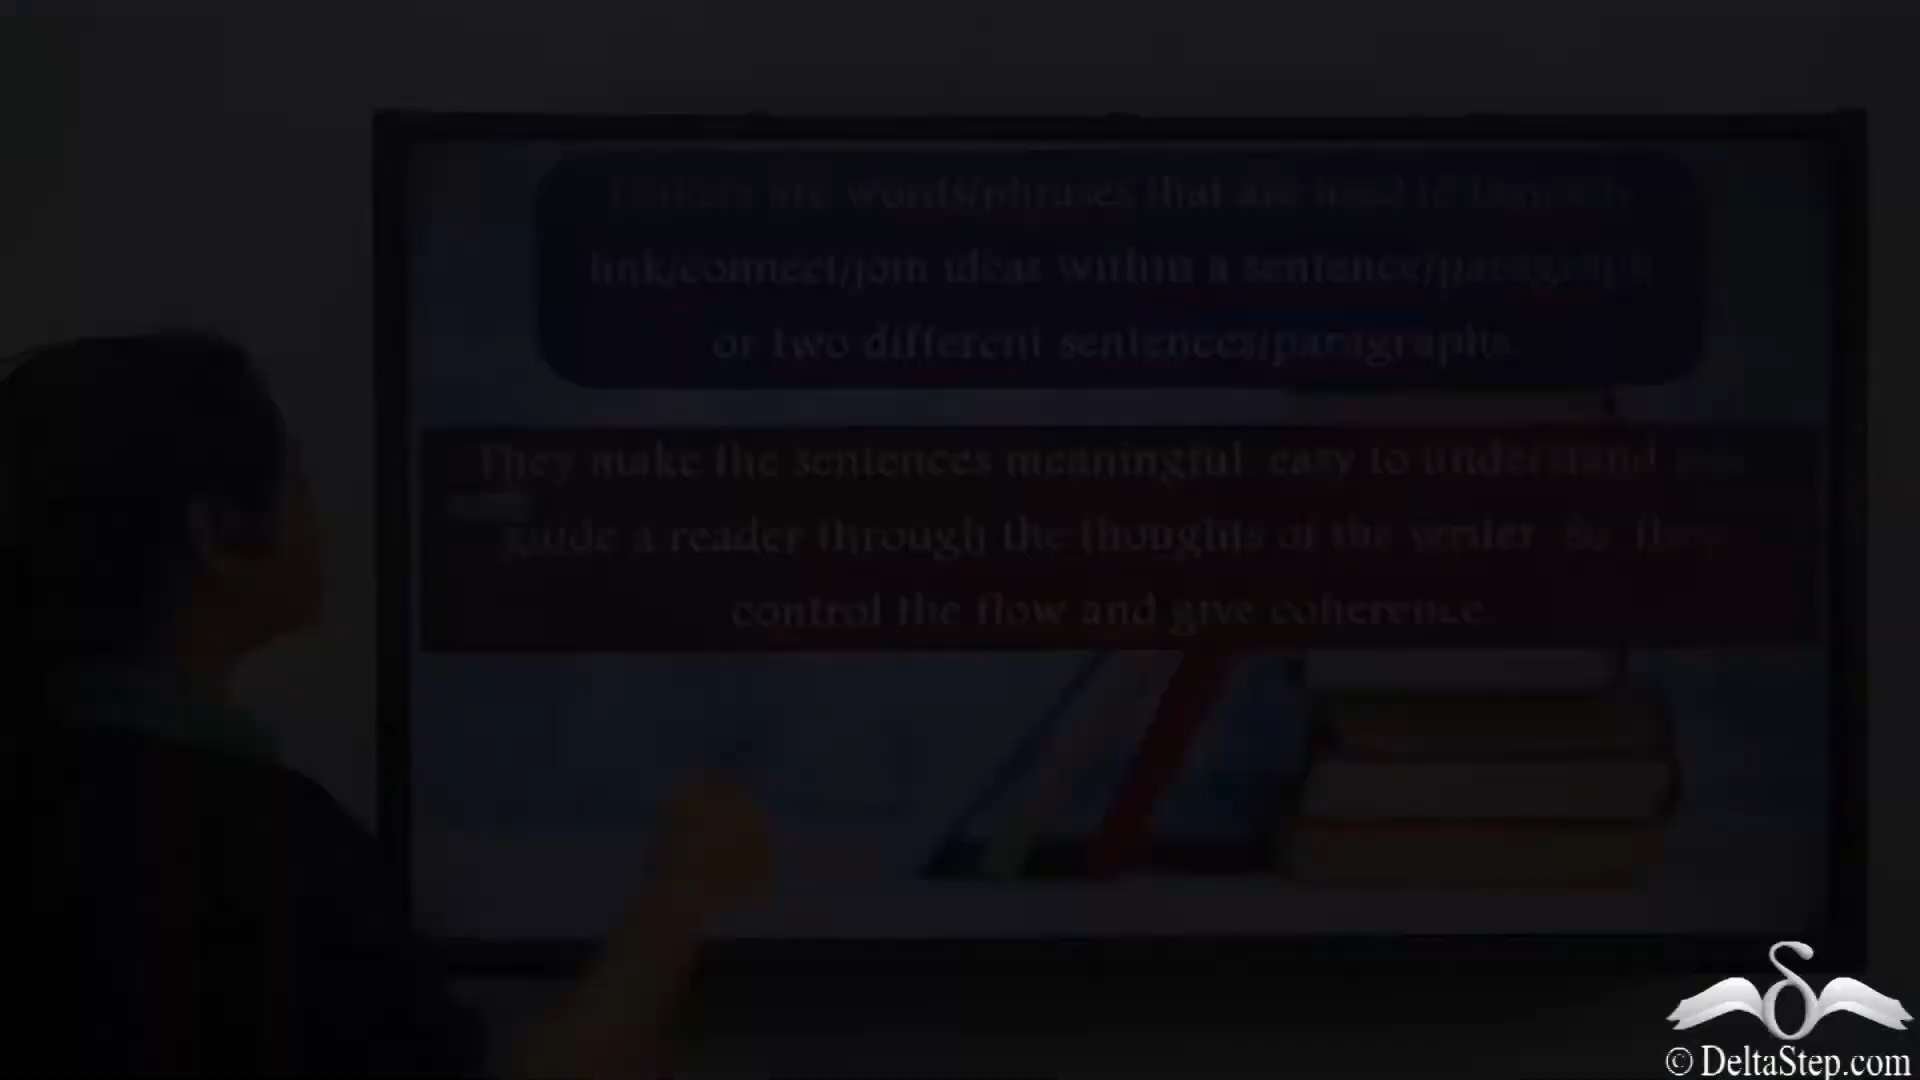 Linkers are words/phrases that are used to
link/connect/join ideas within a sentence/paragraph
or two different sentences/paragraphs.
They make the sentences meaningful, easy to understand
guide a reader through the thoughts of the writer. So, they
control the flow and give coherence.
© DeltaStep.com